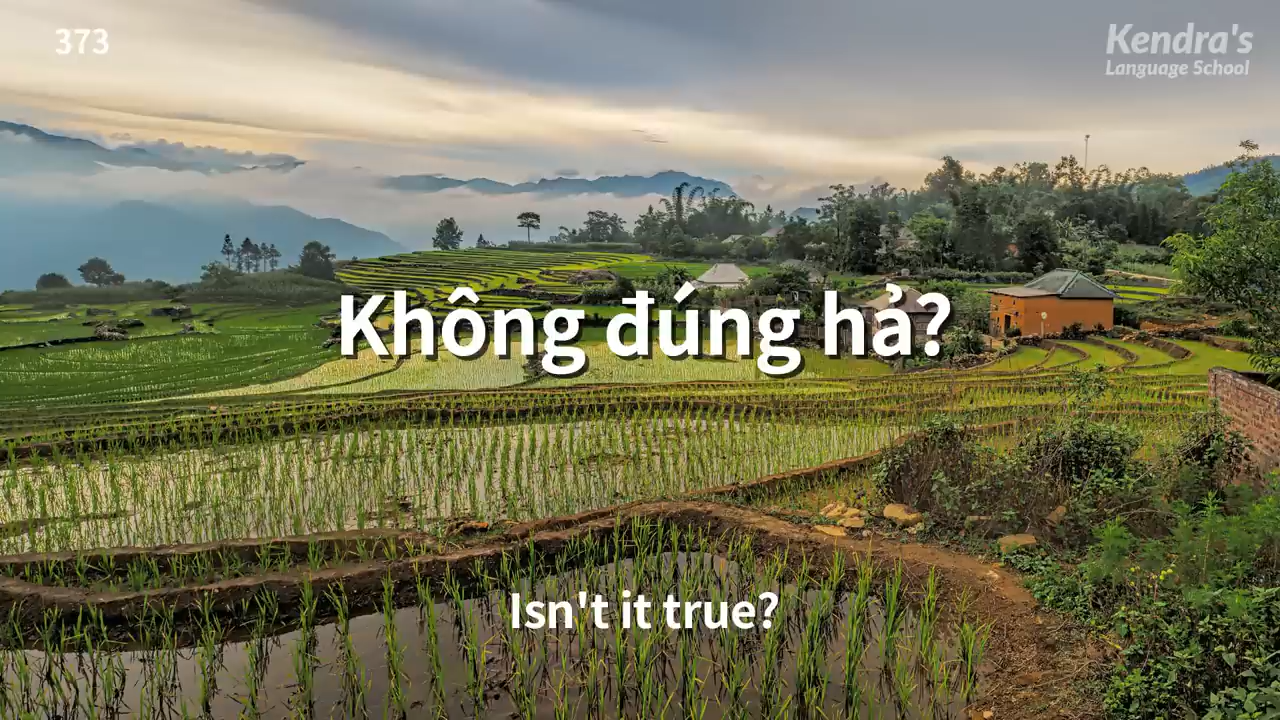 373
Kendra's
Language School
Không đúng hả?
Isn't it true?